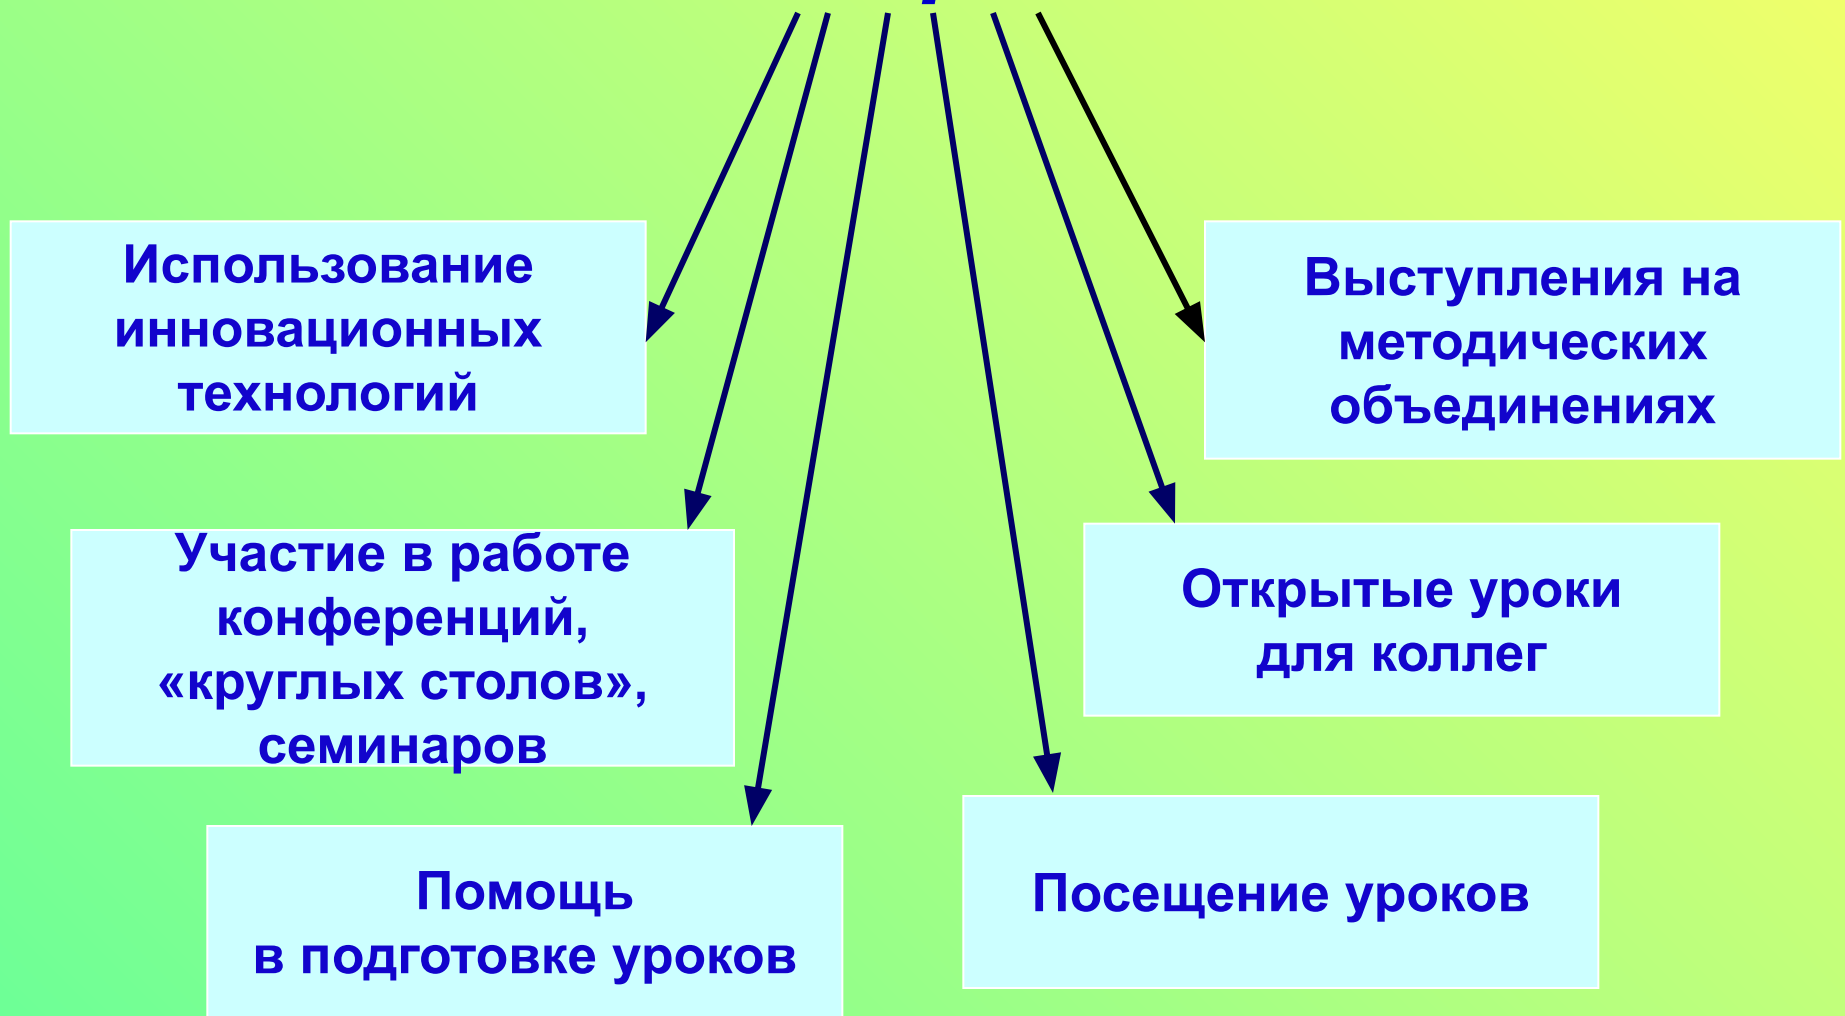 Использование
инновационных
технологий
Выступления на
методических
объединениях
Участие в работе
конференций,
«круглых столов»,
семинаров
Открытые уроки
для коллег
Помощь
в подготовке уроков
Посещение уроков